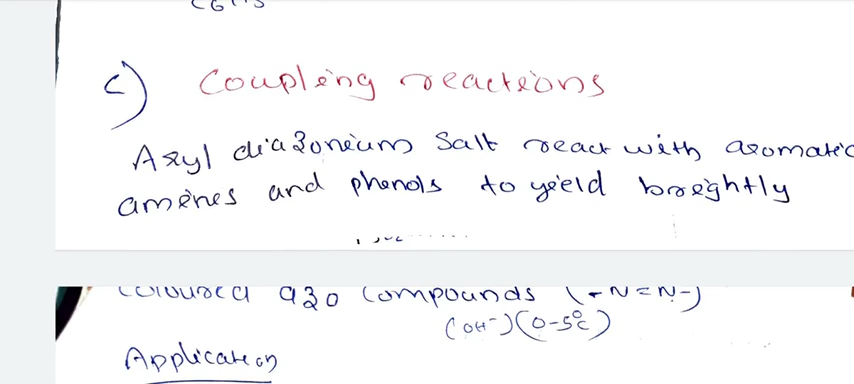 C6H5
c) Coupling reactions
Aryl diazonium salt react with aromatic
amines and phenols to yield brightly
coloured azo compounds (-N=N-)
(OH⁻)(0-5°C)
Application